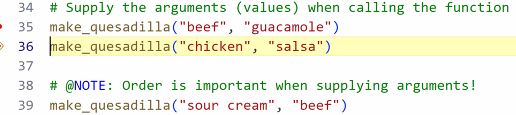 34 # Supply the arguments (values) when calling the function
35 make_quesadilla("beef", "guacamole")
36 make_quesadilla("chicken", "salsa")
37
38 # @NOTE: Order is important when supplying arguments!
39 make_quesadilla("sour cream", "beef")